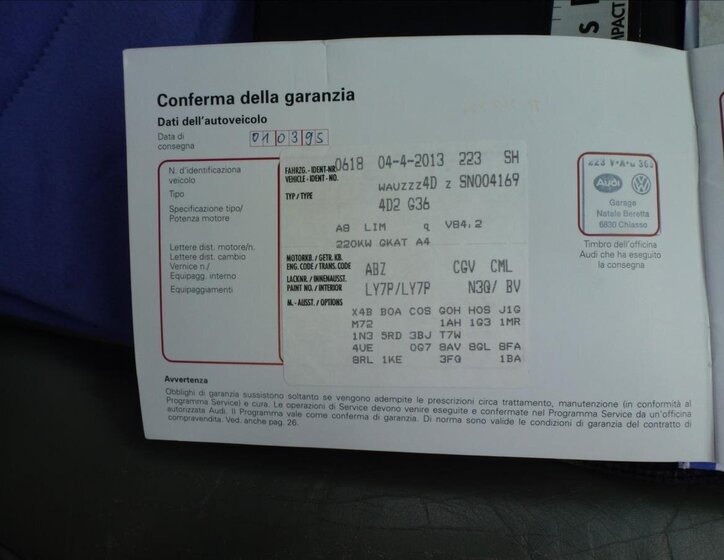 IMPACT
S
Conferma della garanzia
Dati dell'autoveicolo
Data di
consegna
010395
N. d'identificazione
veicolo
Tipo
Specificazione tipo/
Potenza motore
Lettere dist. motore/n.
Lettere dist. cambio
Vernice n./
Equipagg. interno
Equipaggiamenti
FAHRZG.-IDENT-NR.
VEHICLE-IDENT-NO.
0618 04-4-2013 223 SH
WAUZZZ4D Z SN004169
TYP / TYPE
4D2 G36
A8 LIM q V84,2
220KW QKAT A4
MOTORKB. / GETR. KB.
ENG. CODE / TRANS. CODE
ABZ CGV CML
LACKNR. / INNENAUSST.
PAINT NO. / INTERIOR
LY7P/LY7P N3Q/ BV
M.-AUSST. / OPTIONS
X4B BOA COS GOH HOS J1G
M72 1AH 1G3 1MR
1N3 5RD 3BJ T7W
4UE 0G7 8AV 8GL 8FA
8RL 1KE 3FQ 1BA
223 V·A·G 365
Audi
Garage
Natale Beretta
6830 Chiasso
Timbro dell'officina
Audi che ha eseguito
la consegna
Avvertenza
Obblighi di garanzia sussistono soltanto se vengono adempite le prescrizioni circa trattamento, manutenzione (in conformità al
Programma Service) e cura. Le operazioni di Service devono venire eseguite e confermate nel Programma Service da un'officina
autorizzata Audi. Il Programma vale come conferma di garanzia. Di norma sono valide le condizioni di garanzia del contratto di
compravendita. Ved. anche pag. 26.